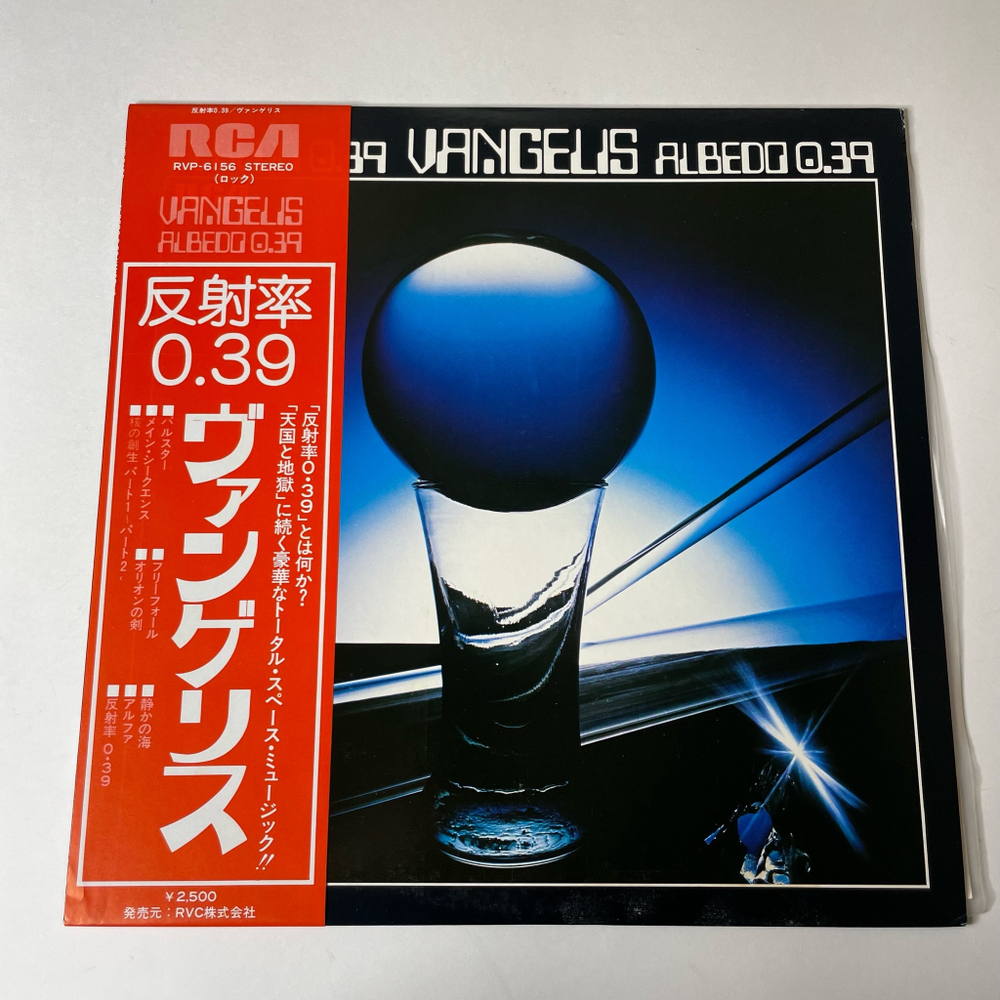 反射率0.39/ヴァンゲリス
RCA
RVP-6156 STEREO
(ロック)
VANGELIS
ALBEDO 0.39
反射率
0.39
「反射率0・39」とは何か?
「天国と地獄」に続く豪華なトータル・スペース・ミュージック!!
ヴァンゲリス
■パルスター
■メイン・シークエンス
■核の創生 パート1–パート2
■フリーフォール
■オリオンの剣
■静かの海
■アルファ
■反射率 0・39
¥2,500
発売元:RVC株式会社
0.39 VANGELIS ALBEDO 0.39